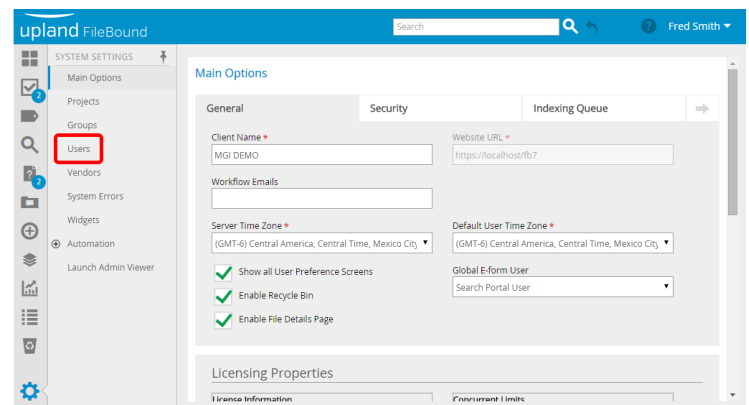 upland FileBound
Search
Fred Smith
SYSTEM SETTINGS
Main Options
Projects
Groups
Users
Vendors
System Errors
Widgets
Automation
Launch Admin Viewer
2
2
Main Options
General Security Indexing Queue
Client Name *
MGI DEMO
Website URL *
https://localhost/fb7
Workflow Emails
Server Time Zone *
(GMT-6) Central America, Central Time, Mexico City
Default User Time Zone *
(GMT-6) Central America, Central Time, Mexico City
Show all User Preference Screens
Enable Recycle Bin
Enable File Details Page
Global E-form User
Search Portal User
Licensing Properties
License Information
Concurrent Limits